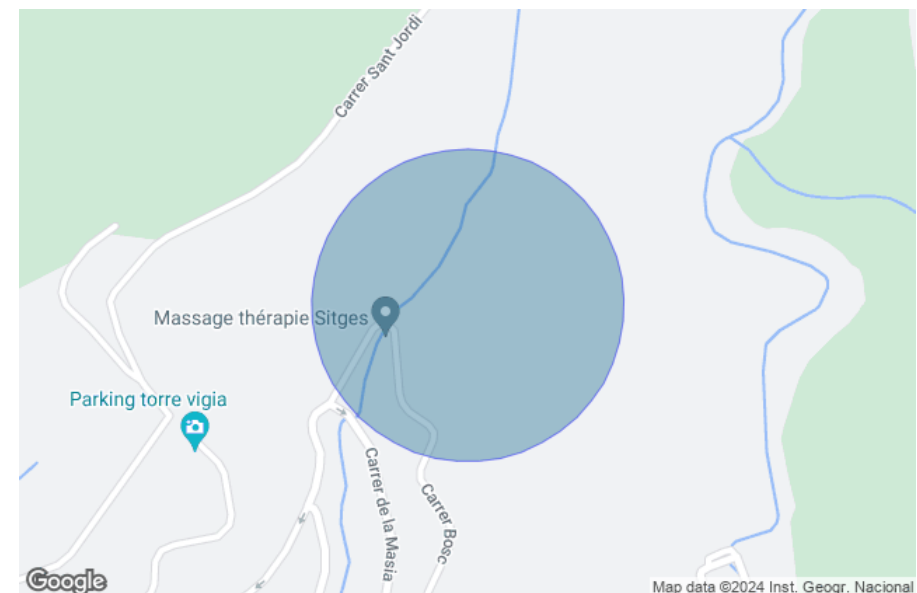 Carrer Sant Jordi
Massage thérapie Sitges
Parking torre vigia
Carrer de la Masia
Carrer Bosc
Google
Map data ©2024 Inst. Geogr. Nacional